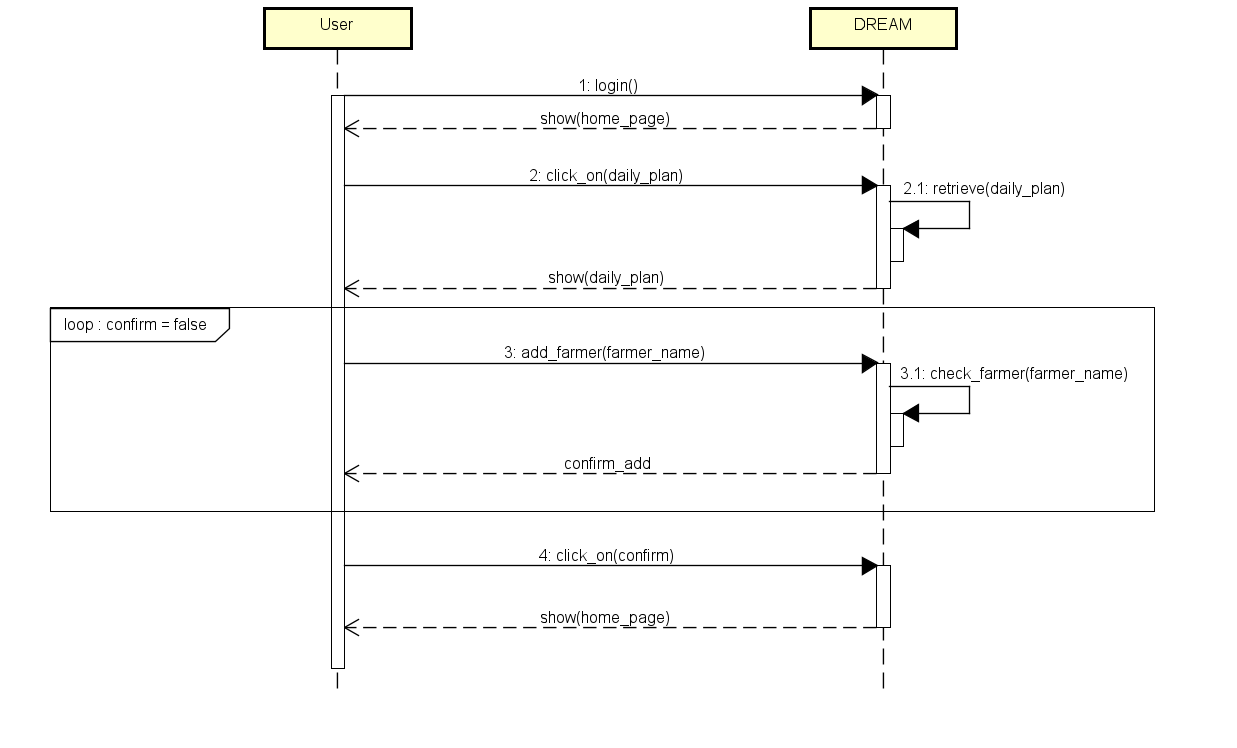 User
DREAM
1: login()
show(home_page)
2: click_on(daily_plan)
2.1: retrieve(daily_plan)
show(daily_plan)
loop : confirm = false
3: add_farmer(farmer_name)
3.1: check_farmer(farmer_name)
confirm_add
4: click_on(confirm)
show(home_page)